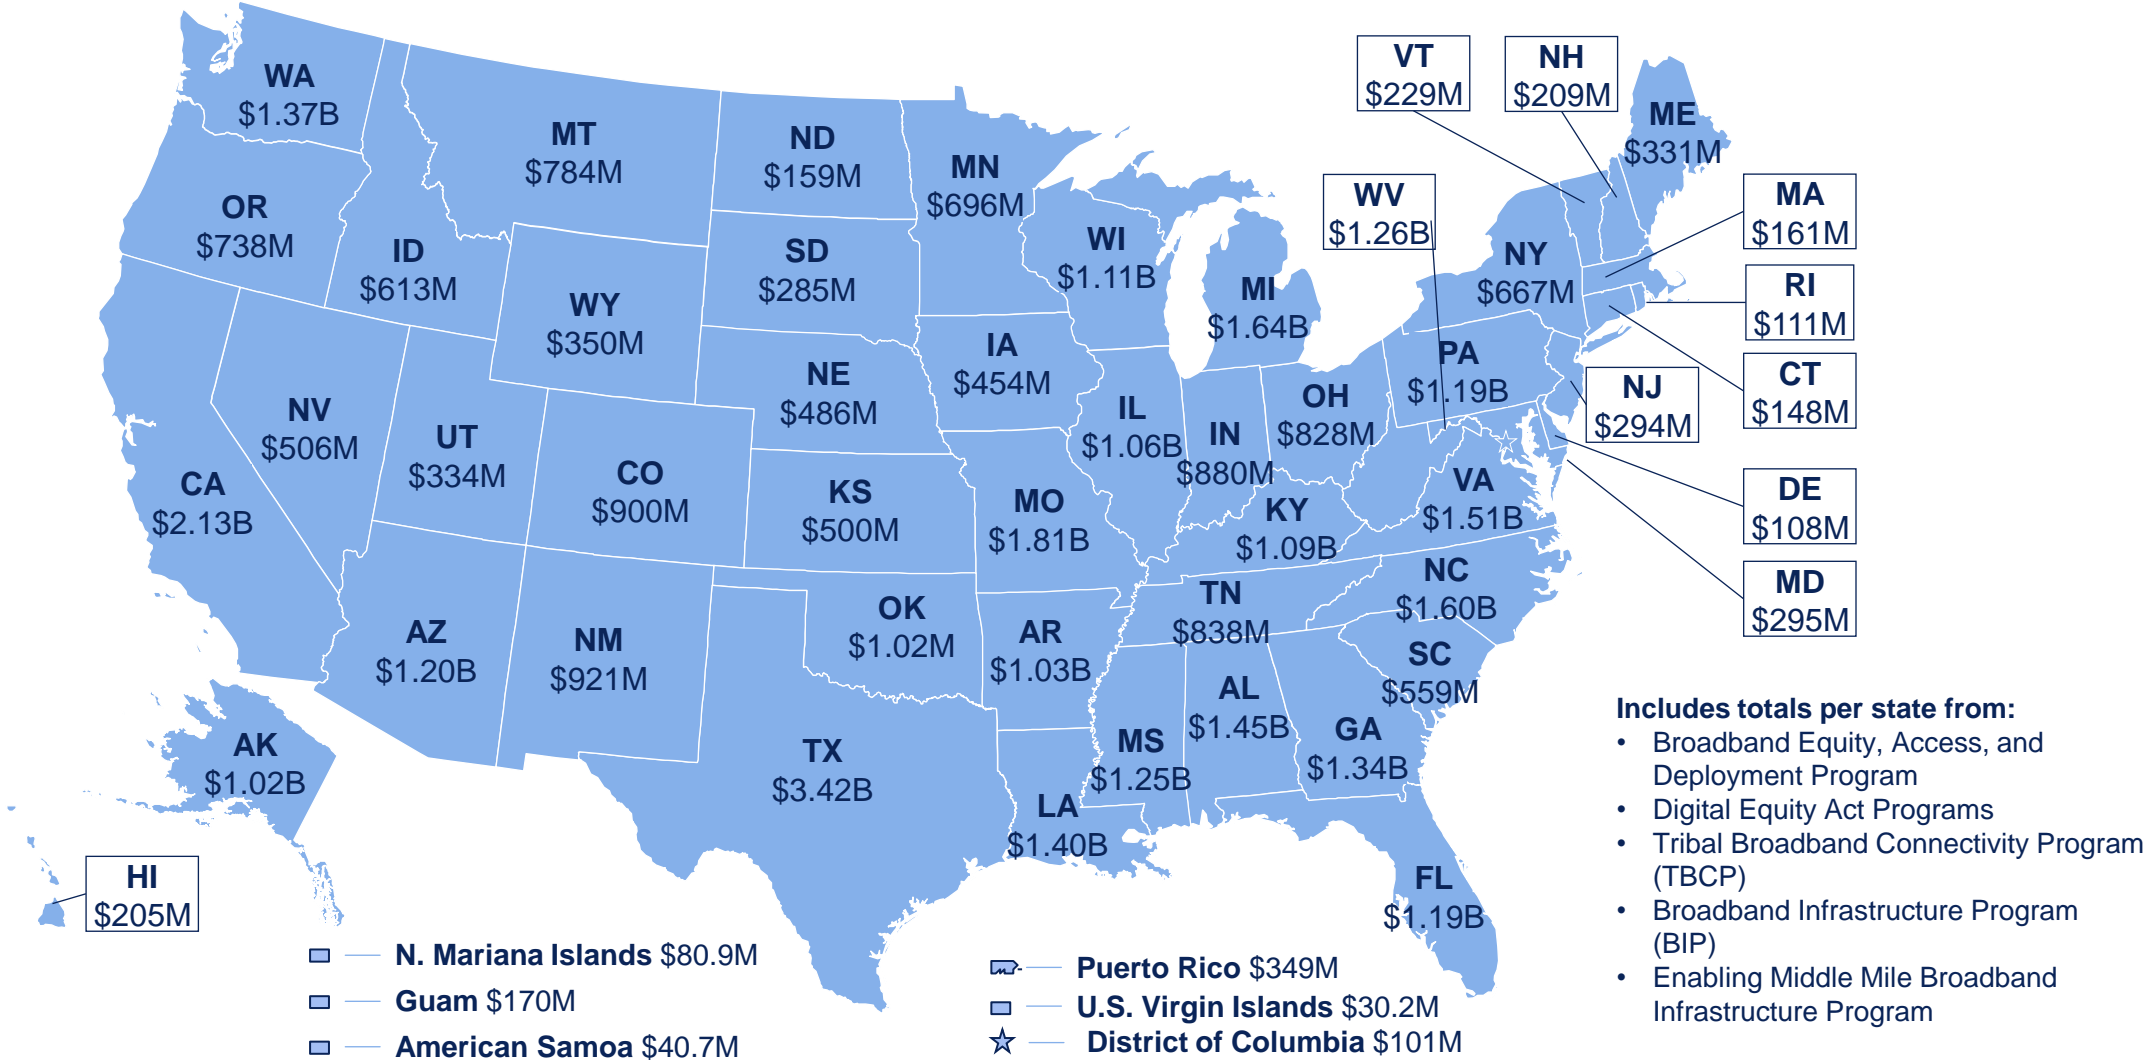 WA
$1.37B
MT
$784M
ND
$159M
MN
$696M
VT
$229M
NH
$209M
ME
$331M
OR
$738M
ID
$613M
WY
$350M
SD
$285M
WI
$1.11B
MI
$1.64B
WV
$1.26B
NY
$667M
MA
$161M
RI
$111M
CT
$148M
NJ
$294M
PA
$1.19B
NV
$506M
UT
$334M
CO
$900M
NE
$486M
IA
$454M
IL
$1.06B
IN
$880M
OH
$828M
CA
$2.13B
KS
$500M
MO
$1.81B
KY
$1.09B
VA
$1.51B
DE
$108M
MD
$295M
AZ
$1.20B
NM
$921M
OK
$1.02M
AR
$1.03B
TN
$838M
NC
$1.60B
SC
$559M
AK
$1.02B
TX
$3.42B
LA
$1.40B
MS
$1.25B
AL
$1.45B
GA
$1.34B
FL
$1.19B
HI
$205M
N. Mariana Islands $80.9M
Guam $170M
American Samoa $40.7M
Puerto Rico $349M
U.S. Virgin Islands $30.2M
District of Columbia $101M
Includes totals per state from:
• Broadband Equity, Access, and
Deployment Program
• Digital Equity Act Programs
• Tribal Broadband Connectivity Program
(TBCP)
• Broadband Infrastructure Program
(BIP)
• Enabling Middle Mile Broadband
Infrastructure Program